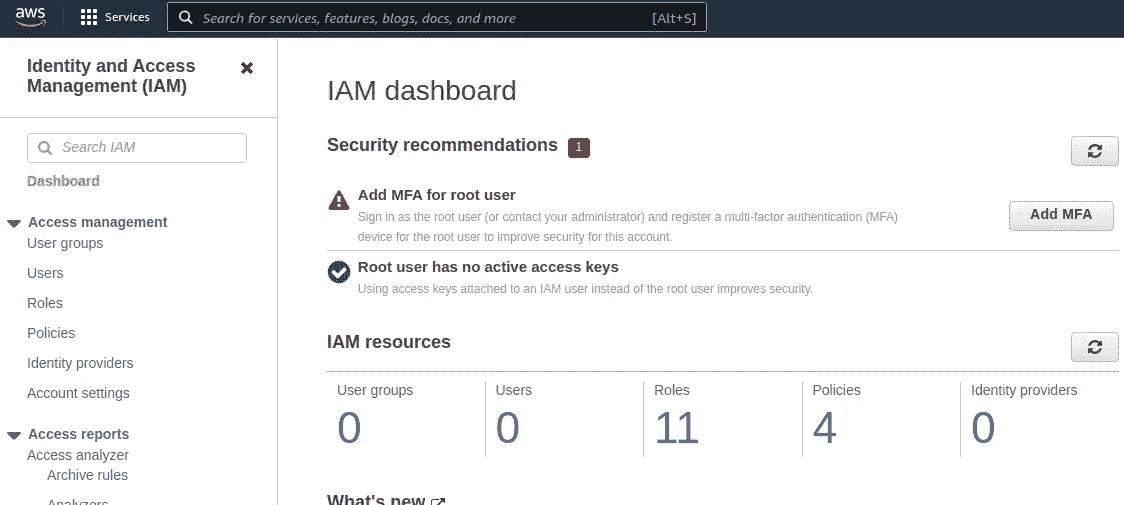 aws
Services
Search for services, features, blogs, docs, and more
[Alt+S]
Identity and Access
Management (IAM)
Search IAM
Dashboard
Access management
User groups
Users
Roles
Policies
Identity providers
Account settings
Access reports
Access analyzer
Archive rules
Analyzers
IAM dashboard
Security recommendations 1
Add MFA for root user
Sign in as the root user (or contact your administrator) and register a multi-factor authentication (MFA)
device for the root user to improve security for this account.
Add MFA
Root user has no active access keys
Using access keys attached to an IAM user instead of the root user improves security.
IAM resources
User groups
0
Users
0
Roles
11
Policies
4
Identity providers
0
What's new